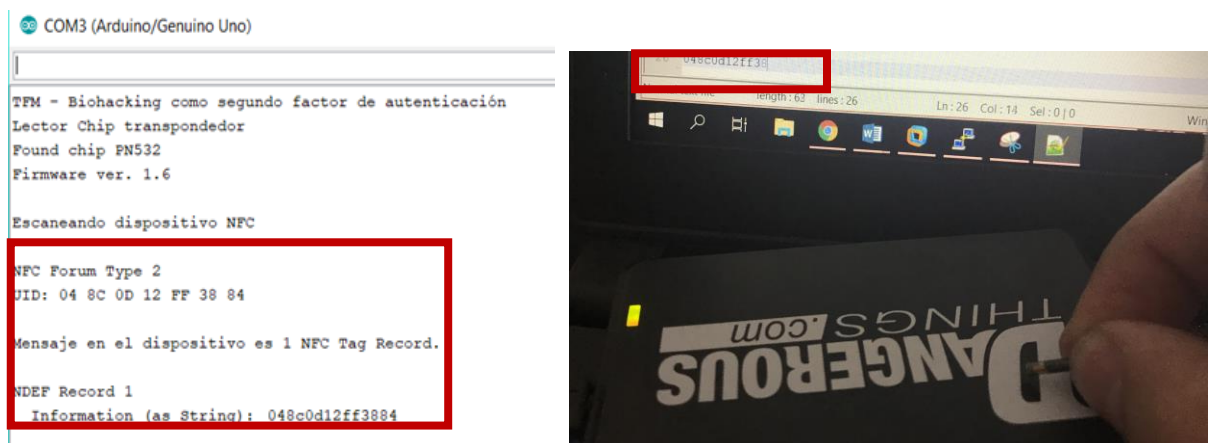 COM3 (Arduino/Genuino Uno)
TFM - Biohacking como segundo factor de autenticación
Lector Chip transpondedor
Found chip PN532
Firmware ver. 1.6
Escaneando dispositivo NFC
NFC Forum Type 2
UID: 04 8C 0D 12 FF 38 84
Mensaje en el dispositivo es 1 NFC Tag Record.
NDEF Record 1
Information (as String): 048c0d12ff3884
048c0d12ff38
length : 63 lines : 26 Ln : 26 Col : 14 Sel : 0 | 0 Win
DANGEROUS
THINGS.com